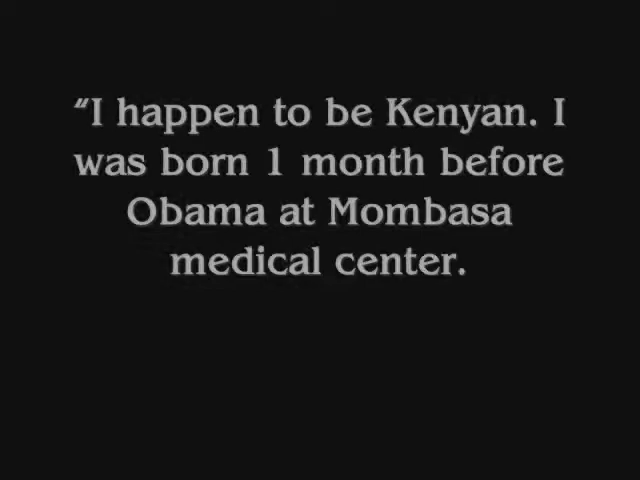 “I happen to be Kenyan. I
was born 1 month before
Obama at Mombasa
medical center.